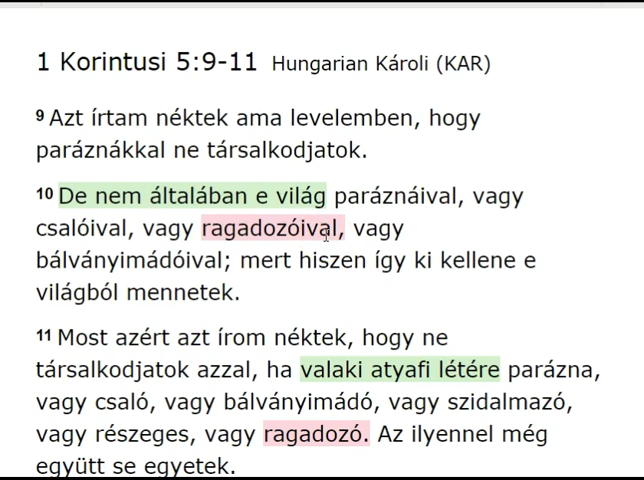 1 Korintusi 5:9-11 Hungarian Károli (KAR)
9 Azt írtam néktek ama levelemben, hogy
paráznákkal ne társalkodjatok.
10 De nem általában e világ paráznáival, vagy
csalóival, vagy ragadozóival, vagy
bálványimádóival; mert hiszen így ki kellene e
világból mennetek.
11 Most azért azt írom néktek, hogy ne
társalkodjatok azzal, ha valaki atyafi létére parázna,
vagy csaló, vagy bálványimádó, vagy szidalmazó,
vagy részeges, vagy ragadozó. Az ilyennel még
együtt se egyetek.